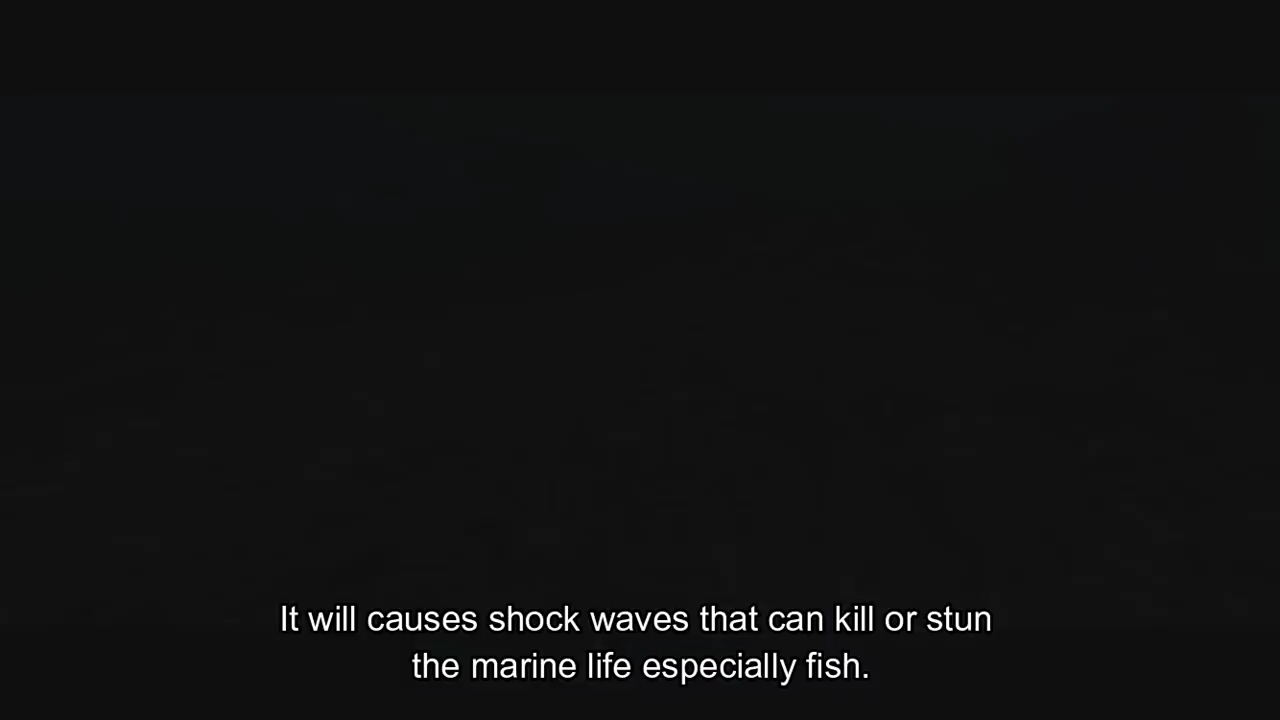 It will causes shock waves that can kill or stun
the marine life especially fish.